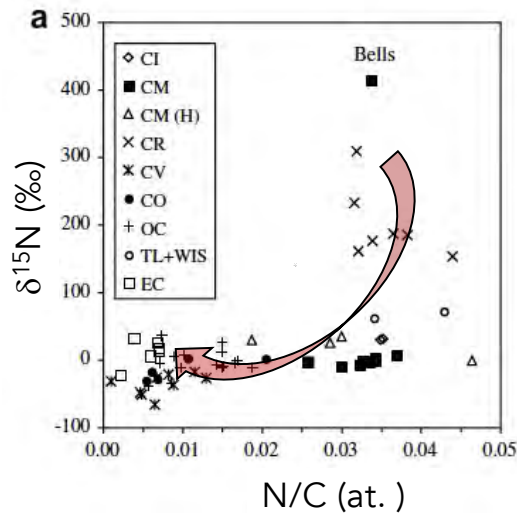 a
500
400
300
200
100
0
-100
δ¹⁵N (‰)
CI
CM
CM (H)
CR
CV
CO
OC
TL+WIS
EC
Bells
0.00 0.01 0.02 0.03 0.04 0.05
N/C (at. )